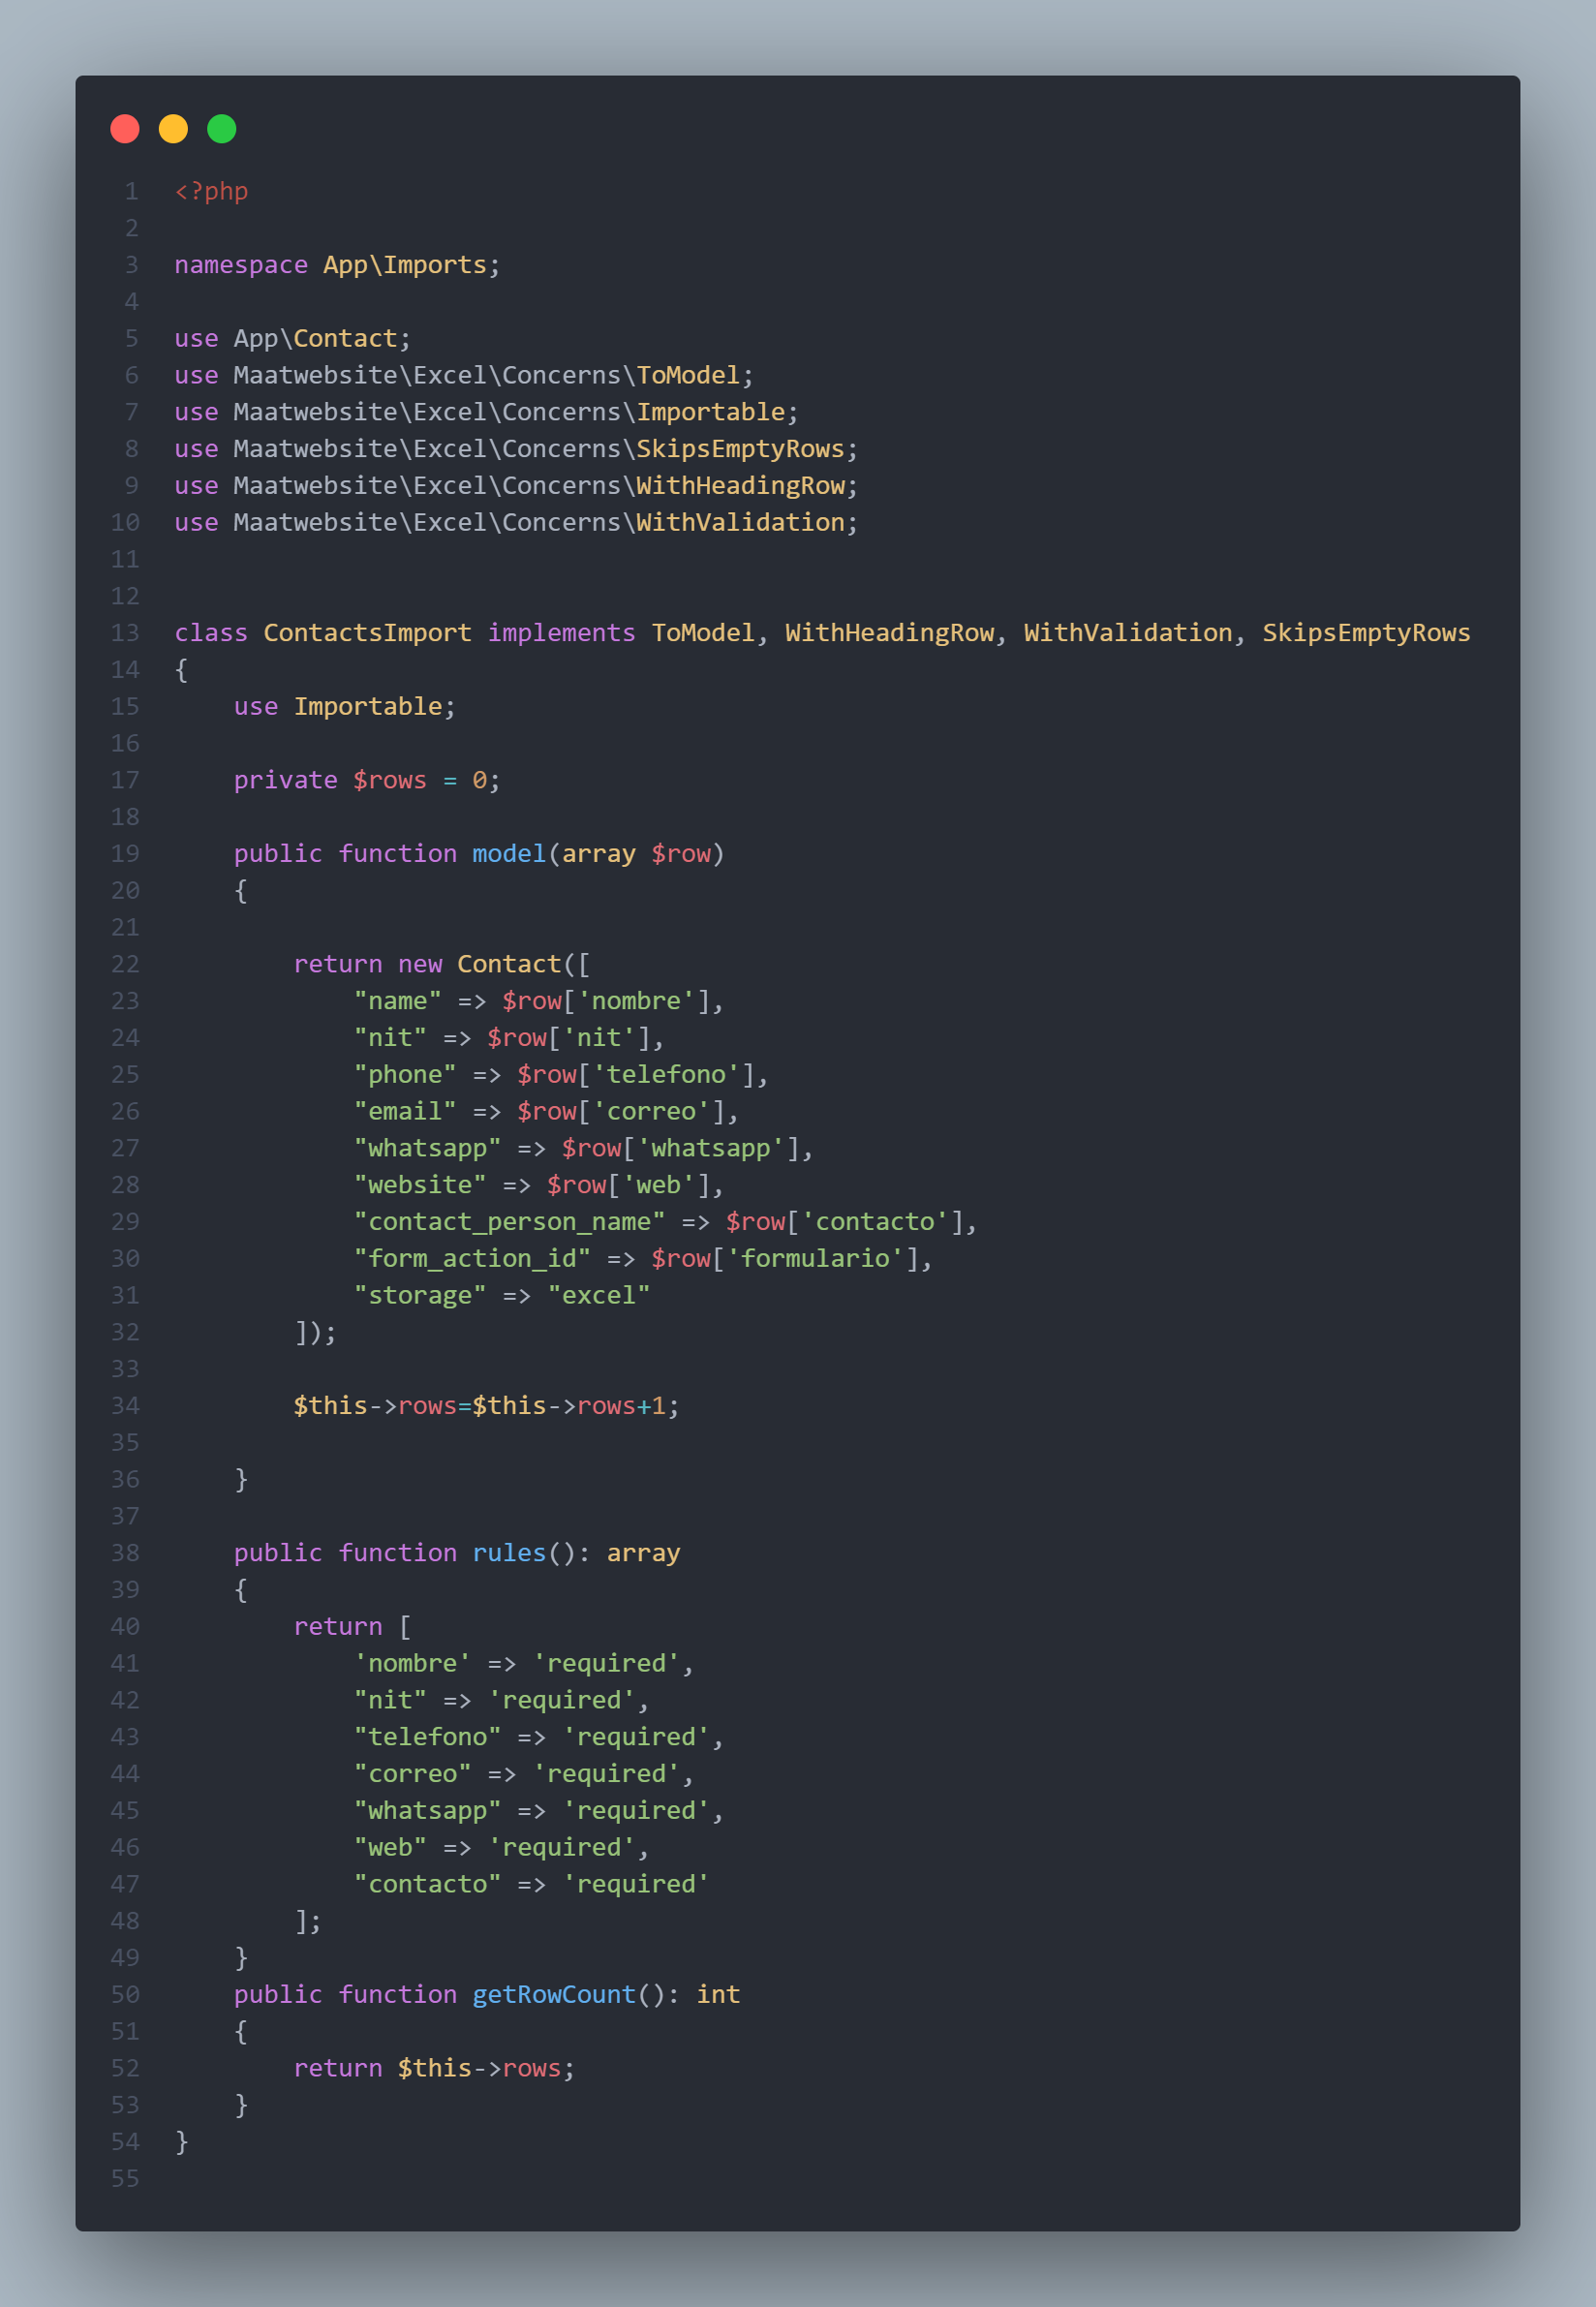 1 <?php
2
3 namespace App\Imports;
4
5 use App\Contact;
6 use Maatwebsite\Excel\Concerns\ToModel;
7 use Maatwebsite\Excel\Concerns\Importable;
8 use Maatwebsite\Excel\Concerns\SkipsEmptyRows;
9 use Maatwebsite\Excel\Concerns\WithHeadingRow;
10 use Maatwebsite\Excel\Concerns\WithValidation;
11
12
13 class ContactsImport implements ToModel, WithHeadingRow, WithValidation, SkipsEmptyRows
14 {
15     use Importable;
16
17     private $rows = 0;
18
19     public function model(array $row)
20     {
21
22         return new Contact([
23             "name" => $row['nombre'],
24             "nit" => $row['nit'],
25             "phone" => $row['telefono'],
26             "email" => $row['correo'],
27             "whatsapp" => $row['whatsapp'],
28             "website" => $row['web'],
29             "contact_person_name" => $row['contacto'],
30             "form_action_id" => $row['formulario'],
31             "storage" => "excel"
32         ]);
33
34         $this->rows=$this->rows+1;
35
36     }
37
38     public function rules(): array
39     {
40         return [
41             'nombre' => 'required',
42             "nit" => 'required',
43             "telefono" => 'required',
44             "correo" => 'required',
45             "whatsapp" => 'required',
46             "web" => 'required',
47             "contacto" => 'required'
48         ];
49     }
50     public function getRowCount(): int
51     {
52         return $this->rows;
53     }
54 }
55